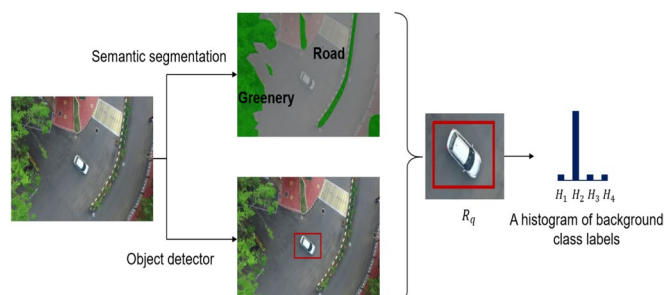 Semantic segmentation
Road
Greenery
Object detector
R_q
H_1 H_2 H_3 H_4
A histogram of background
class labels